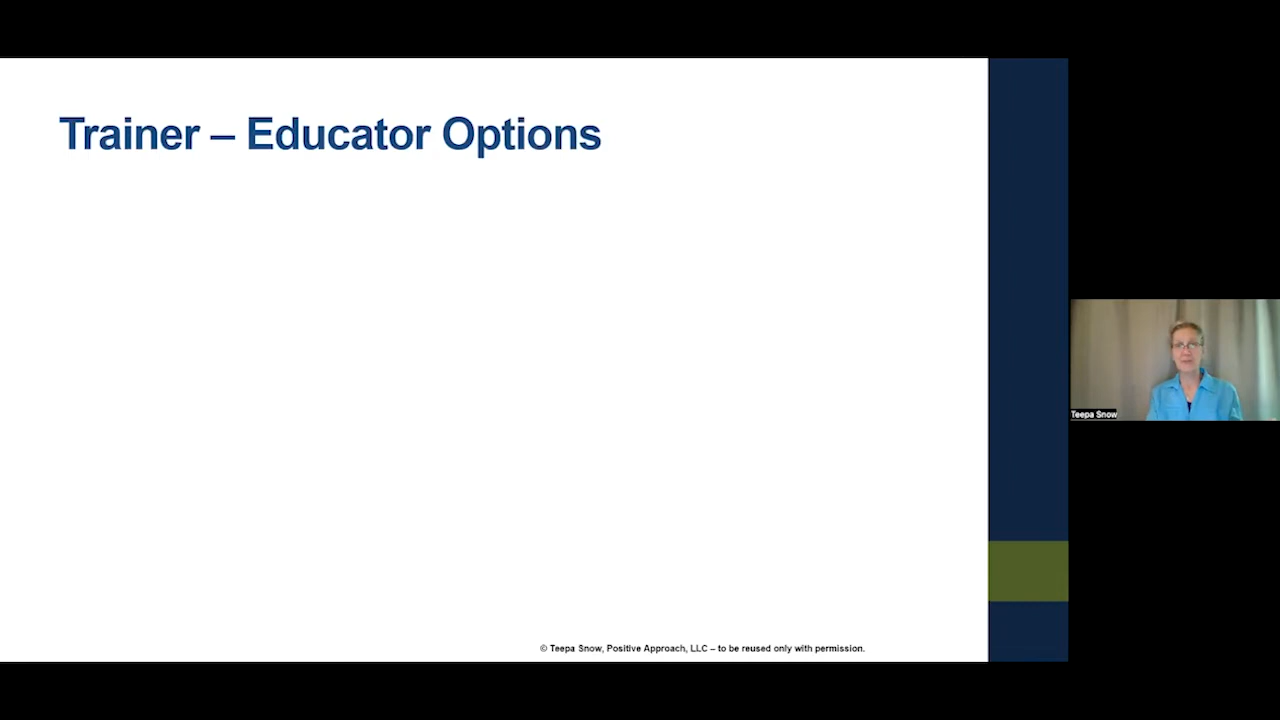 Trainer – Educator Options
Teepa Snow
© Teepa Snow, Positive Approach, LLC – to be reused only with permission.